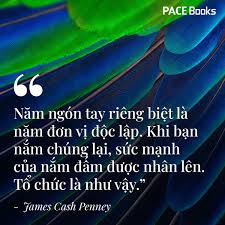 PACE Books
“
Năm ngón tay riêng biệt là
năm đơn vị độc lập. Khi bạn
nắm chúng lại, sức mạnh
của nắm đấm được nhân lên.
Tổ chức là như vậy.”
- James Cash Penney